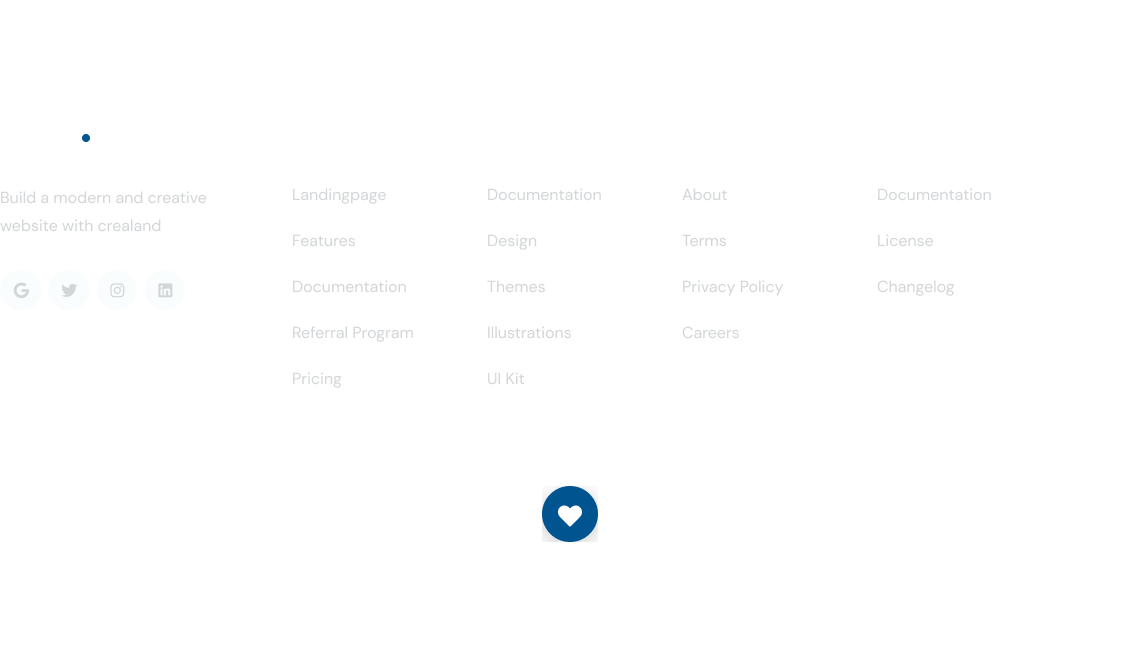 Build a modern and creative
website with crealand
Landingpage
Features
Documentation
Referral Program
Pricing
Documentation
Design
Themes
Illustrations
UI Kit
About
Terms
Privacy Policy
Careers
Documentation
License
Changelog